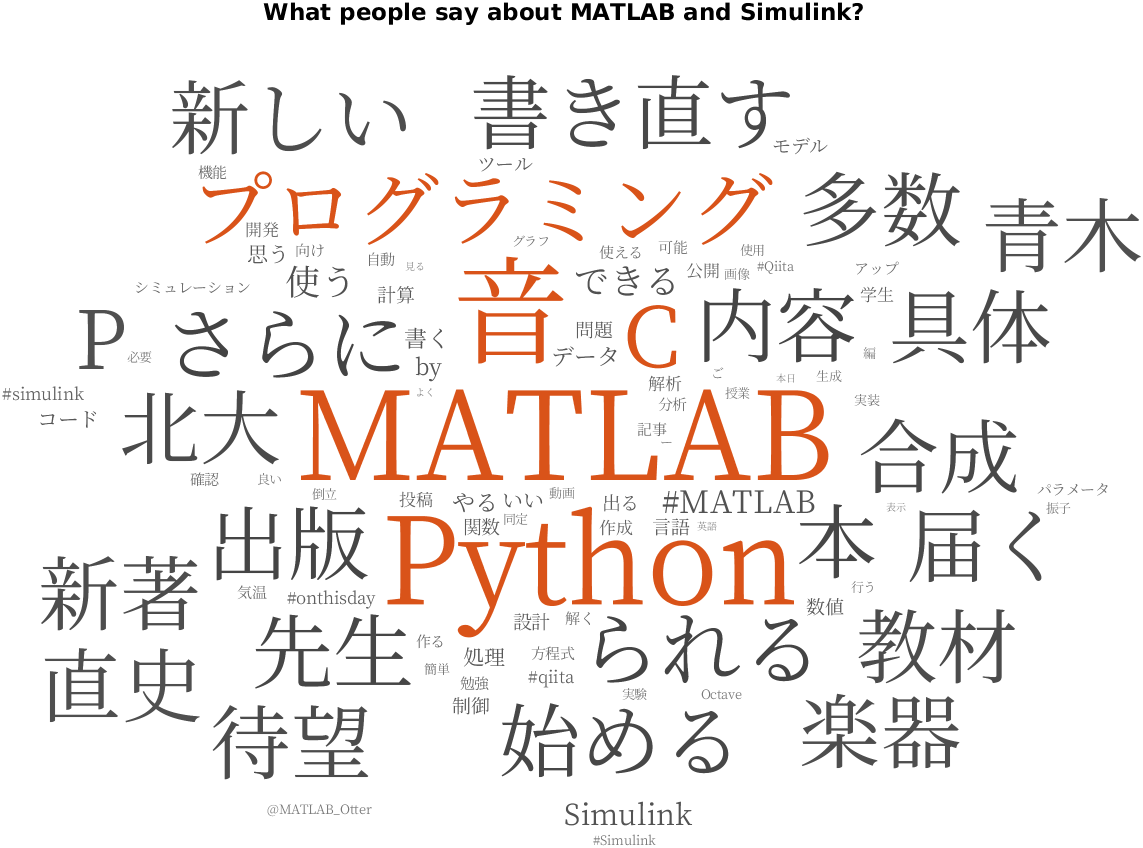 What people say about MATLAB and Simulink?
新しい 書き直す
モデル
機能 ツール
プログラミング 多数 青木
開発 グラフ
思う 向け 使える 可能 使用
自動 見る 公開 画像 #Qiita アップ
使う 音 できる
シミュレーション 計算 学生
P さらに 書く 問題 C 内容 具体
必要 by データ 編
解析 ご 本日 生成
#simulink よく 分析 授業 実装
コード 北大 MATLAB 記事 ー 合成
確認 良い
倒立 投稿 やる いい 動画 出る #MATLAB パラメータ
関数 同定 作成 言語 英語 表示 振子
出版 Python 本 届く
新著 気温 #onthisday 行う
数値
設計 解く
先生 作る 処理 方程式 られる 教材
簡単 勉強 #qiita
直史 制御 実験 Octave
待望 始める 楽器
@MATLAB_Otter Simulink
#Simulink